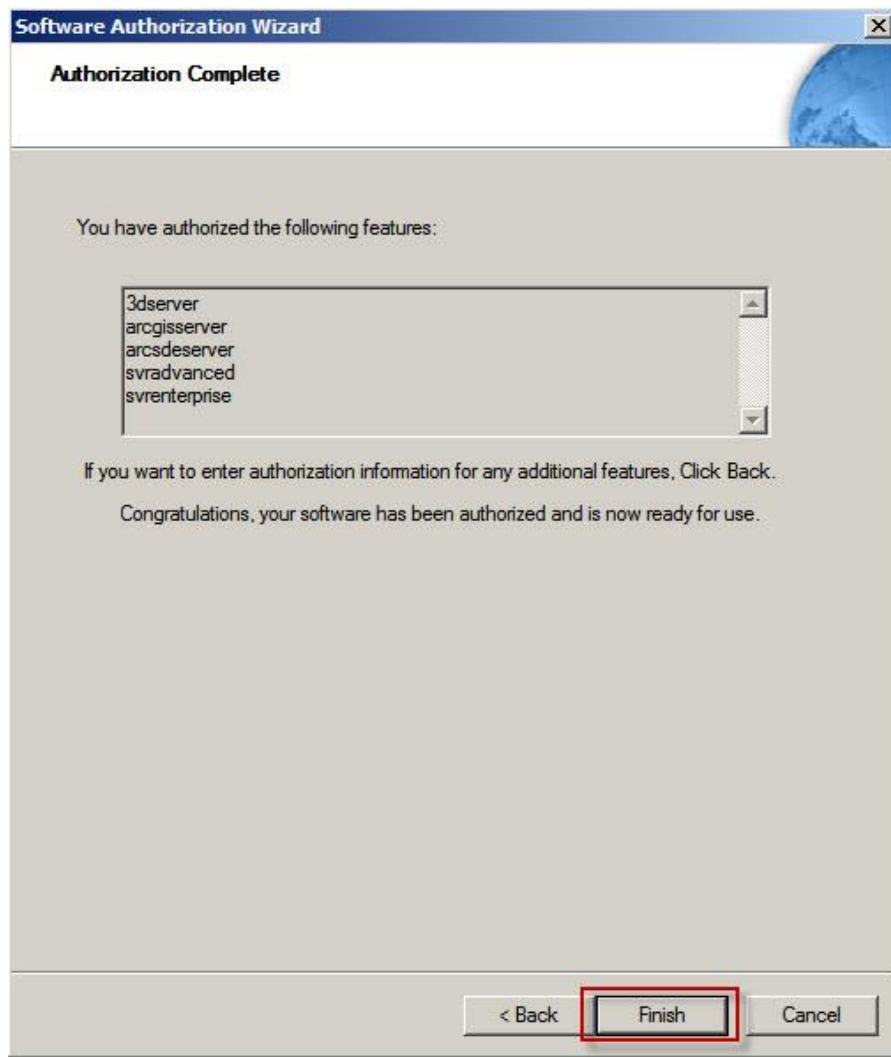 Software Authorization Wizard
Authorization Complete
You have authorized the following features:
3dserver
arcgisserver
arcsdeserver
svradvanced
svrenterprise
If you want to enter authorization information for any additional features, Click Back.
Congratulations, your software has been authorized and is now ready for use.
< Back Finish Cancel